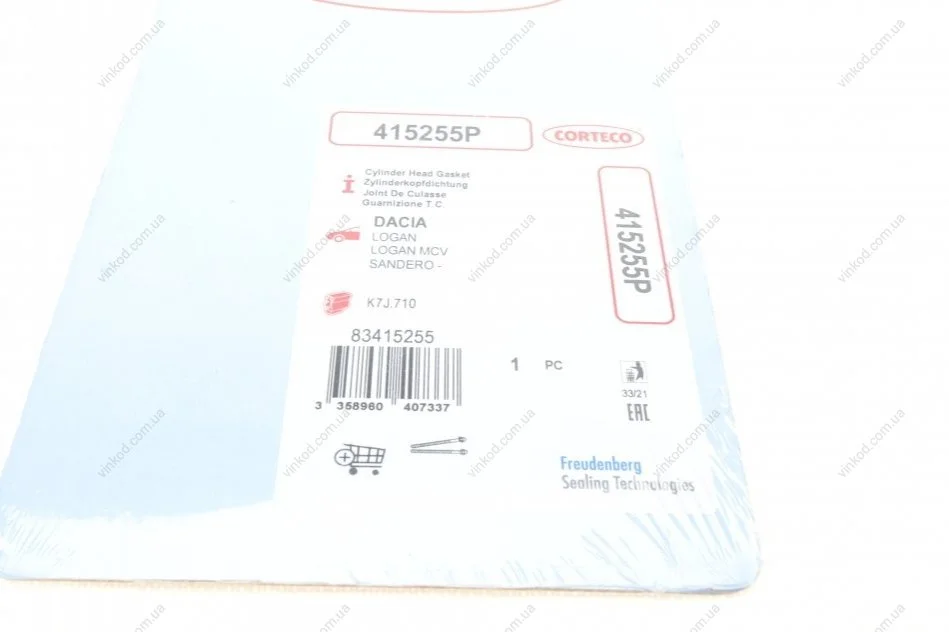 415255P
CORTECO
Cylinder Head Gasket
Zylinderkopfdichtung
Joint De Culasse
Guarnizione T.C.
DACIA
LOGAN
LOGAN MCV
SANDERO -
415255P
K7J.710
83415255
1 PC
3 358960 407337
33/21
EAC
Freudenberg
Sealing Technologies
vinkod.com.ua